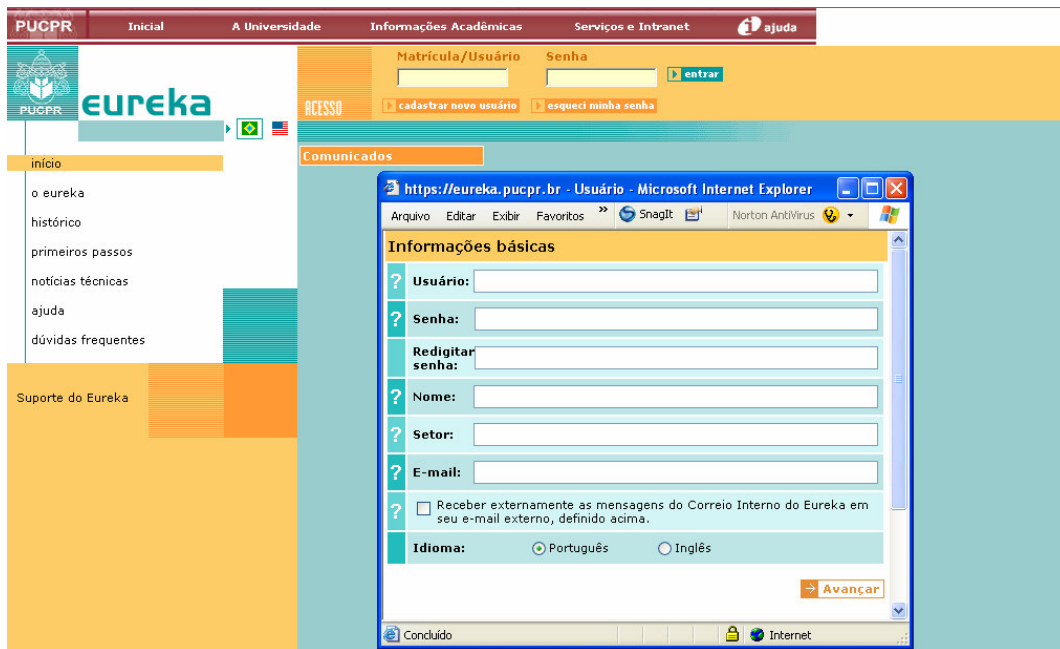 PUCPR Inicial A Universidade Informações Acadêmicas Serviços e Intranet ajuda
Matrícula/Usuário Senha
entrar
PUCPR eureka ACESSO cadastrar novo usuário esqueci minha senha
Comunicados
início
o eureka
histórico
primeiros passos
notícias técnicas
ajuda
dúvidas frequentes
Suporte do Eureka
https://eureka.pucpr.br - Usuário - Microsoft Internet Explorer
Arquivo Editar Exibir Favoritos » SnagIt Norton AntiVirus
Informações básicas
? Usuário:
? Senha:
Redigitar
senha:
? Nome:
? Setor:
? E-mail:
? Receber externamente as mensagens do Correio Interno do Eureka em
seu e-mail externo, definido acima.
Idioma: Português Inglês
Avançar
Concluído Internet